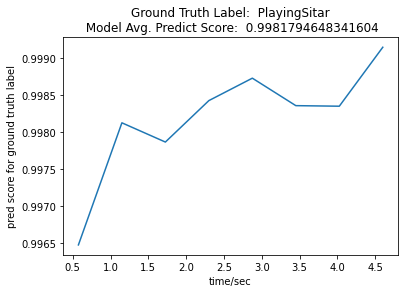 Ground Truth Label:  PlayingSitar
Model Avg. Predict Score:  0.9981794648341604
pred score for ground truth label
0.9990
0.9985
0.9980
0.9975
0.9970
0.9965
0.5 1.0 1.5 2.0 2.5 3.0 3.5 4.0 4.5
time/sec